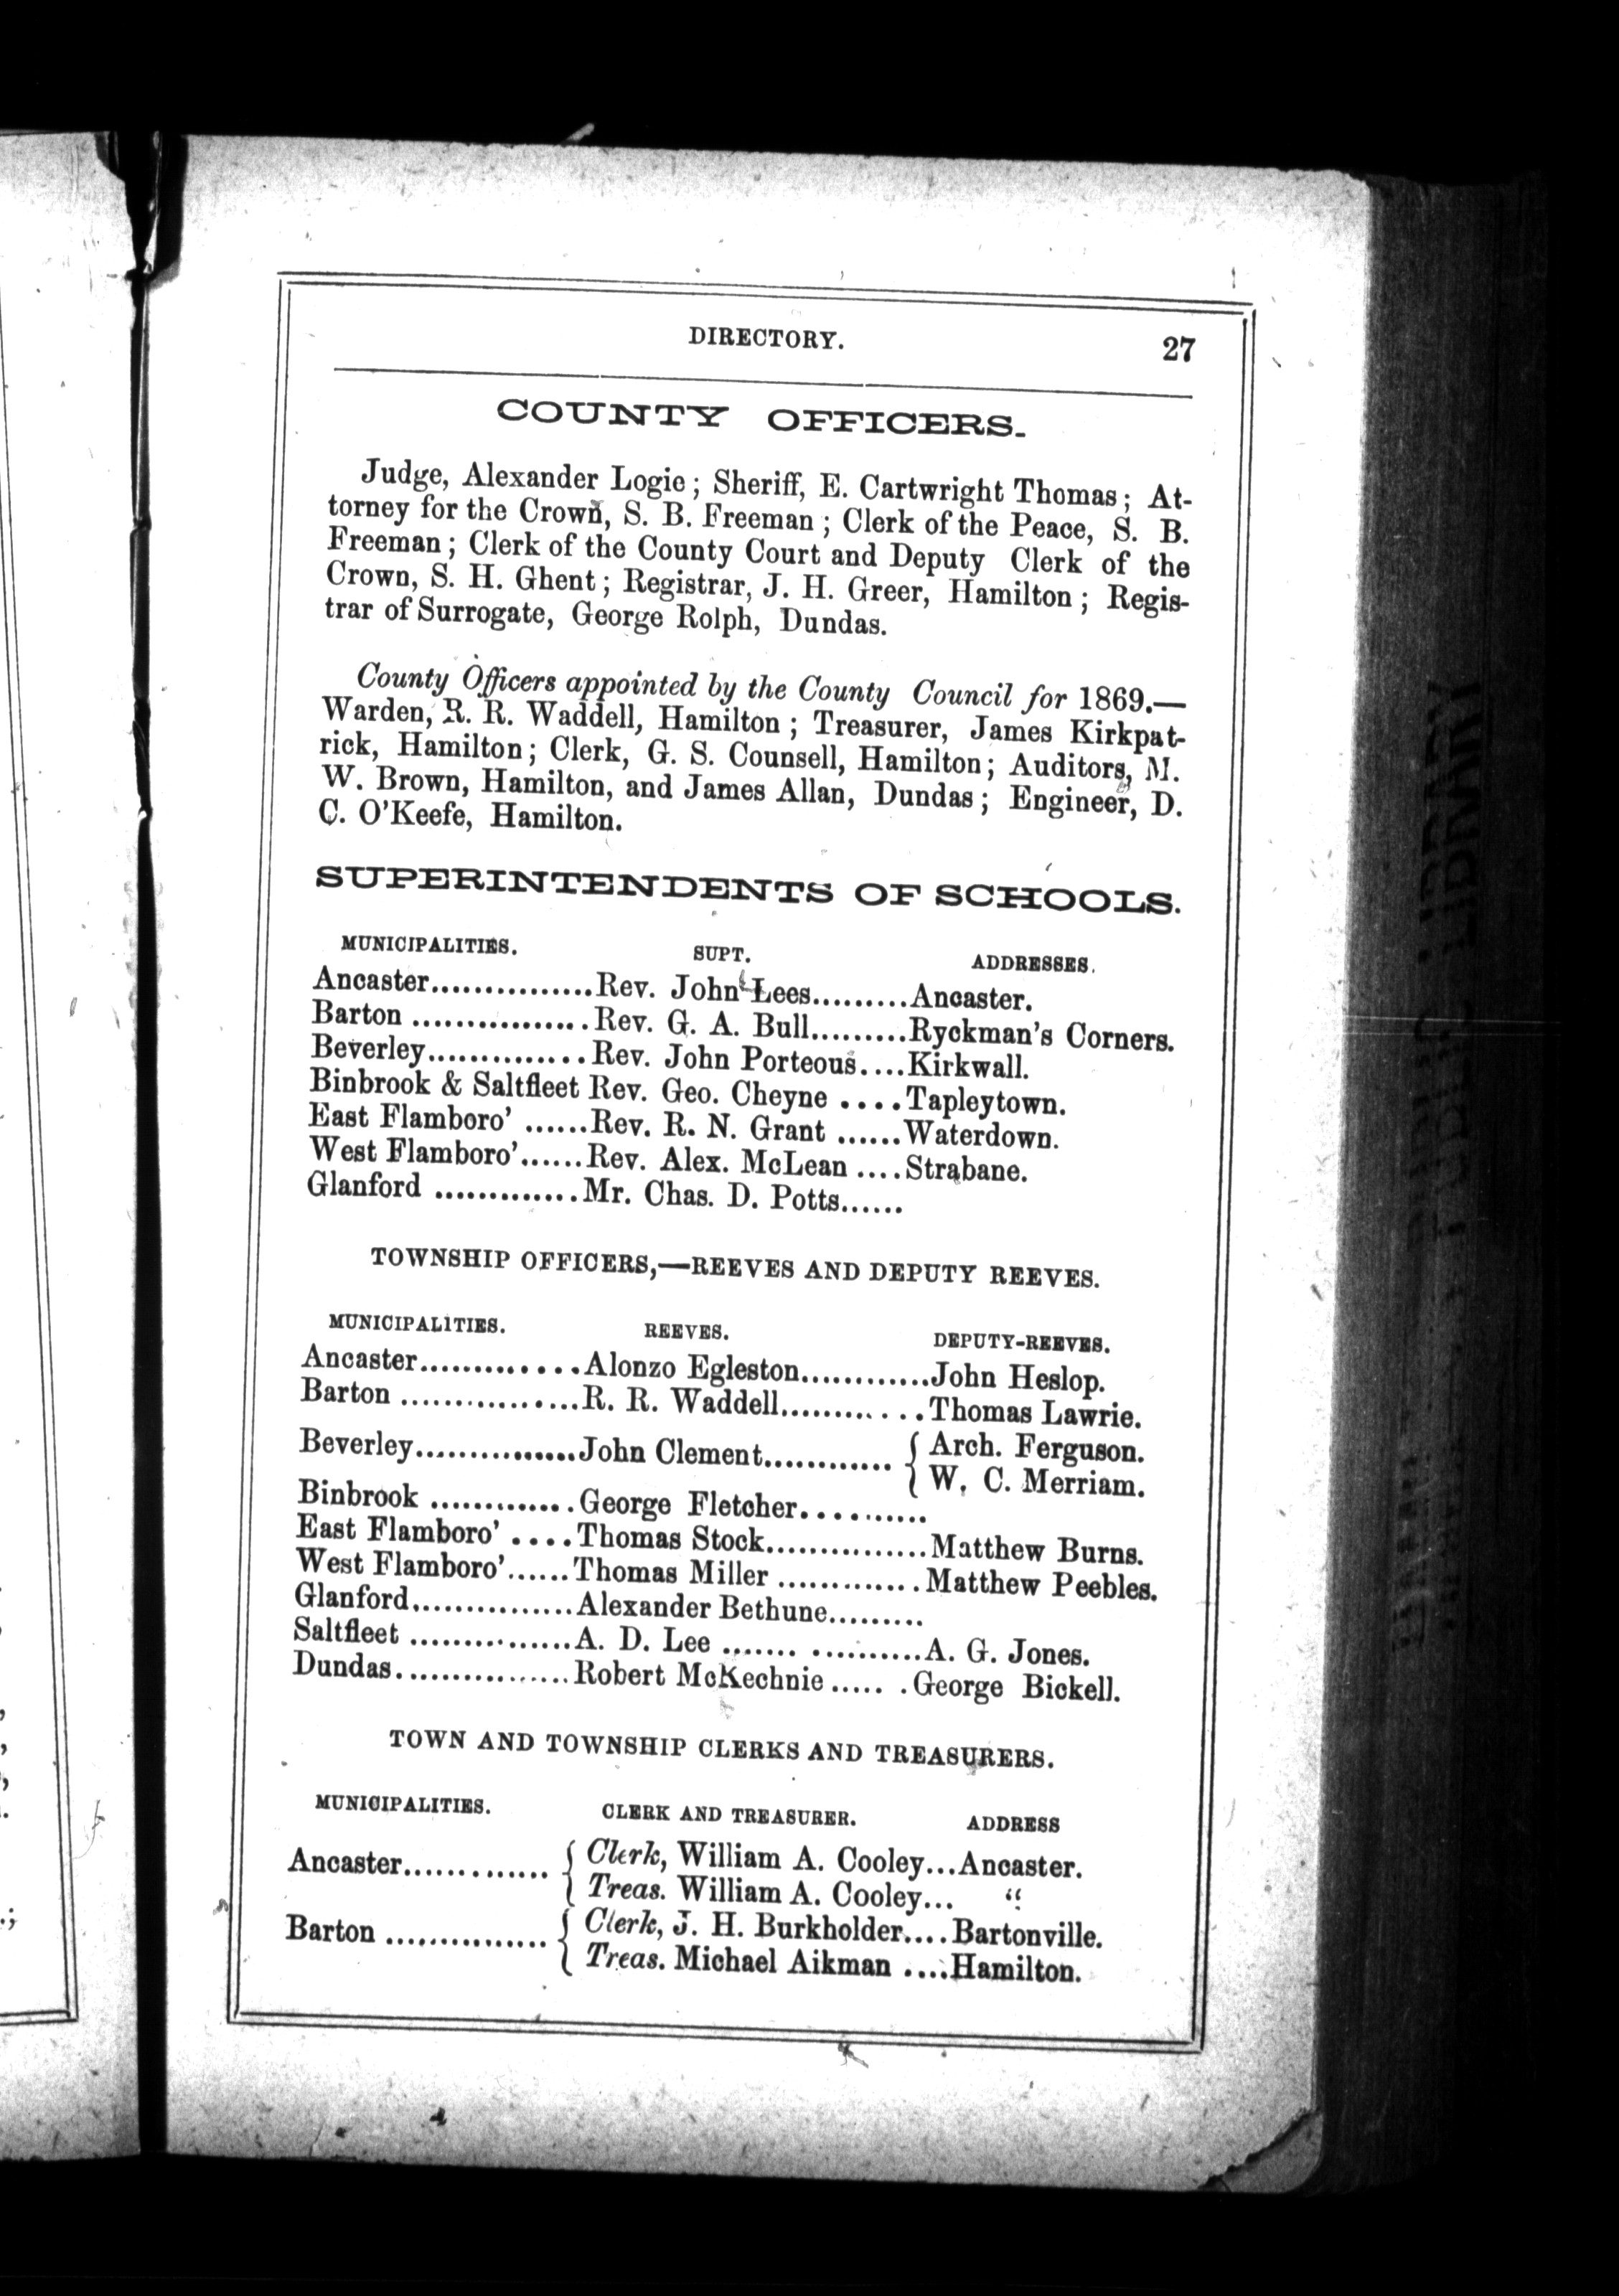 DIRECTORY. 27
COUNTY OFFICERS.
Judge, Alexander Logie; Sheriff, E. Cartwright Thomas; At-
torney for the Crown, S. B. Freeman; Clerk of the Peace, S. B.
Freeman; Clerk of the County Court and Deputy Clerk of the
Crown, S. H. Ghent; Registrar, J. H. Greer, Hamilton; Regis-
trar of Surrogate, George Rolph, Dundas.
County Officers appointed by the County Council for 1869.—
Warden, R. R. Waddell, Hamilton; Treasurer, James Kirkpat-
rick, Hamilton; Clerk, G. S. Counsell, Hamilton; Auditors, M.
W. Brown, Hamilton, and James Allan, Dundas; Engineer, D.
C. O'Keefe, Hamilton.
SUPERINTENDENTS OF SCHOOLS.
MUNICIPALITIES. SUPT. ADDRESSES.
Ancaster...............Rev. John Lees.........Ancaster.
Barton ................Rev. G. A. Bull.........Ryckman's Corners.
Beverley..............Rev. John Porteous....Kirkwall.
Binbrook & Saltfleet Rev. Geo. Cheyne ....Tapleytown.
East Flamboro' ......Rev. R. N. Grant ......Waterdown.
West Flamboro'......Rev. Alex. McLean ....Strabane.
Glanford .............Mr. Chas. D. Potts......
TOWNSHIP OFFICERS,—REEVES AND DEPUTY REEVES.
MUNICIPALITIES. REEVES. DEPUTY-REEVES.
Ancaster.............Alonzo Egleston............John Heslop.
Barton .................R. R. Waddell.............Thomas Lawrie.
Beverley...............John Clement............ { Arch. Ferguson.
{ W. C. Merriam.
Binbrook .............George Fletcher...........
East Flamboro' ....Thomas Stock...............Matthew Burns.
West Flamboro'......Thomas Miller .............Matthew Peebles.
Glanford...............Alexander Bethune.........
Saltfleet ...............A. D. Lee ....... ..........A. G. Jones.
Dundas................Robert McKechnie ..... .George Bickell.
TOWN AND TOWNSHIP CLERKS AND TREASURERS.
MUNICIPALITIES. CLERK AND TREASURER. ADDRESS
Ancaster............. { Clerk, William A. Cooley...Ancaster.
{ Treas. William A. Cooley... "
Barton ............... { Clerk, J. H. Burkholder....Bartonville.
{ Treas. Michael Aikman ....Hamilton.